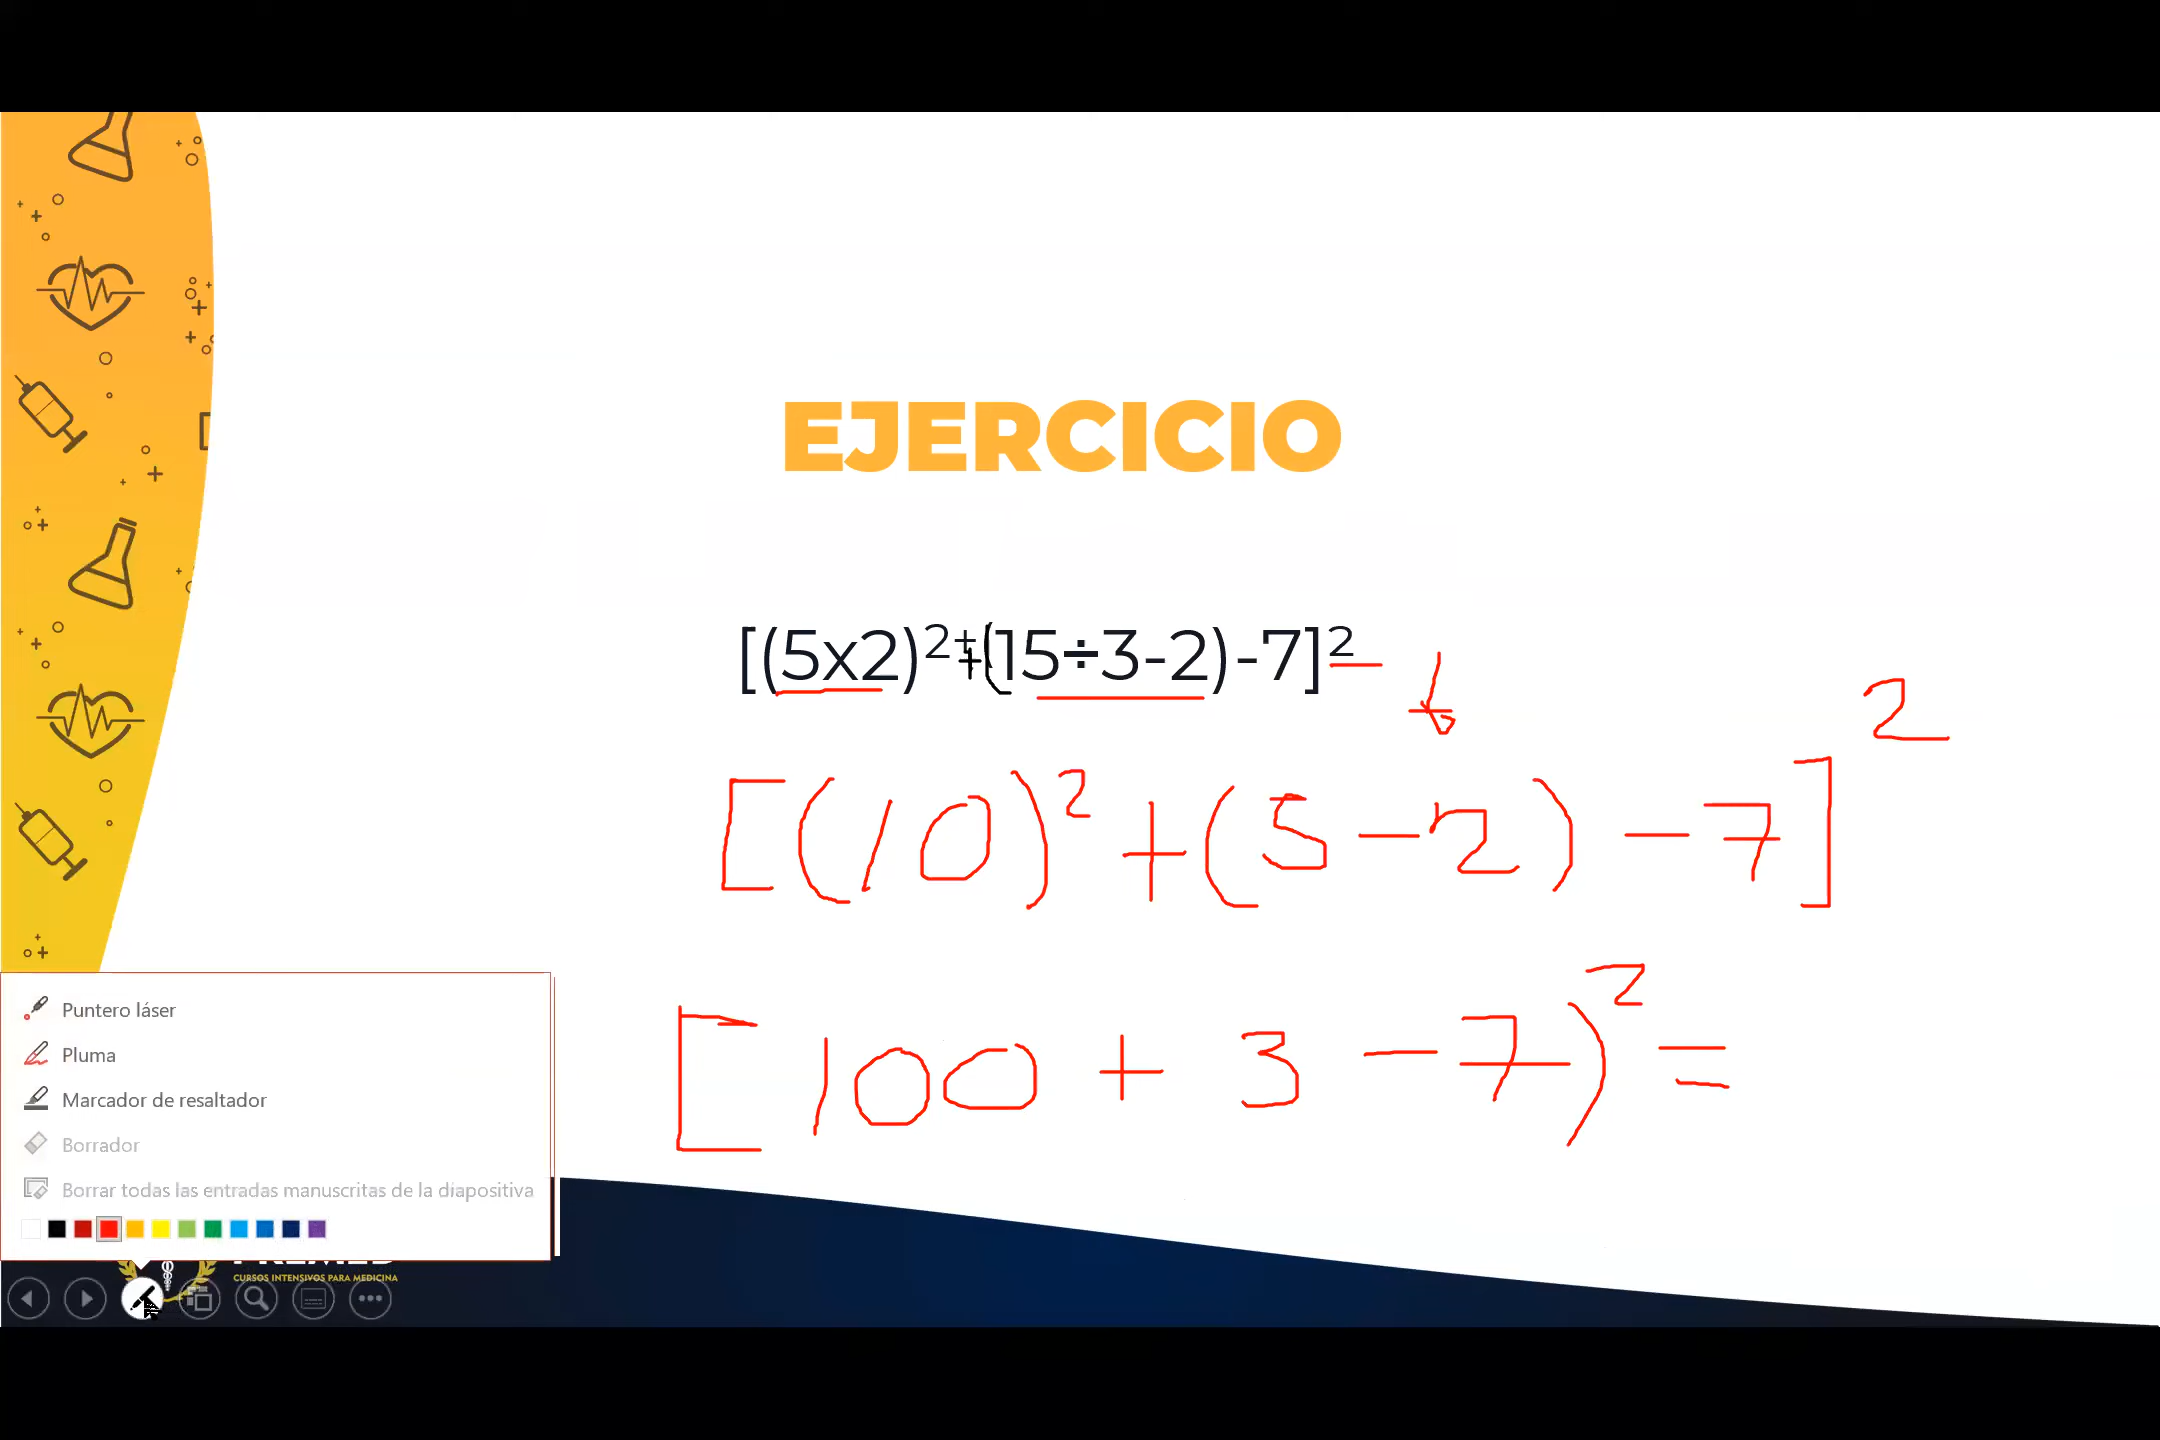 EJERCICIO
[(5x2)²⁺+(15÷3-2)-7]²
[(10)² + (5 - 2) - 7]²
[100 + 3 - 7)² =
Puntero láser
Pluma
Marcador de resaltador
Borrador
Borrar todas las entradas manuscritas de la diapositiva
CURSOS INTENSIVOS PARA MEDICINA